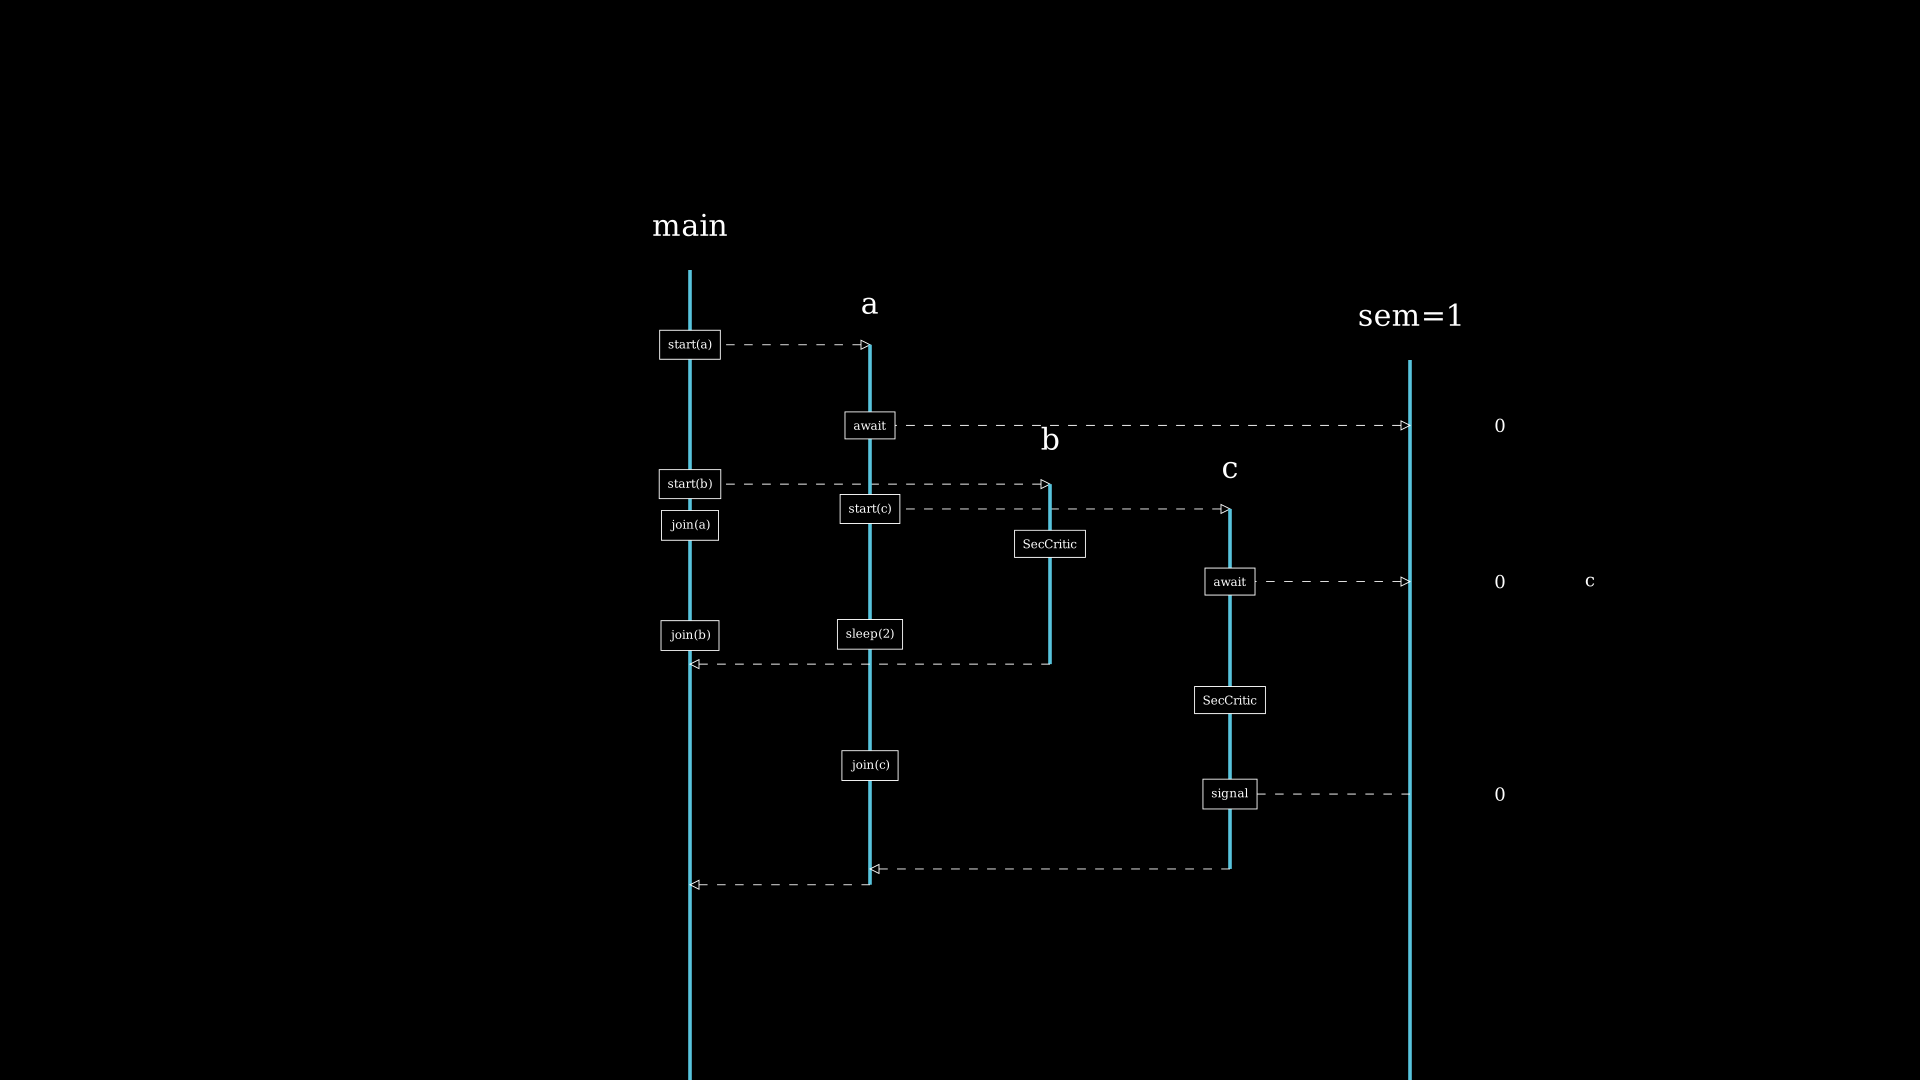 main
a
sem=1
start(a)
await
0
b
c
start(b)
start(c)
join(a)
SecCritic
await
0
c
join(b)
sleep(2)
SecCritic
join(c)
signal
0